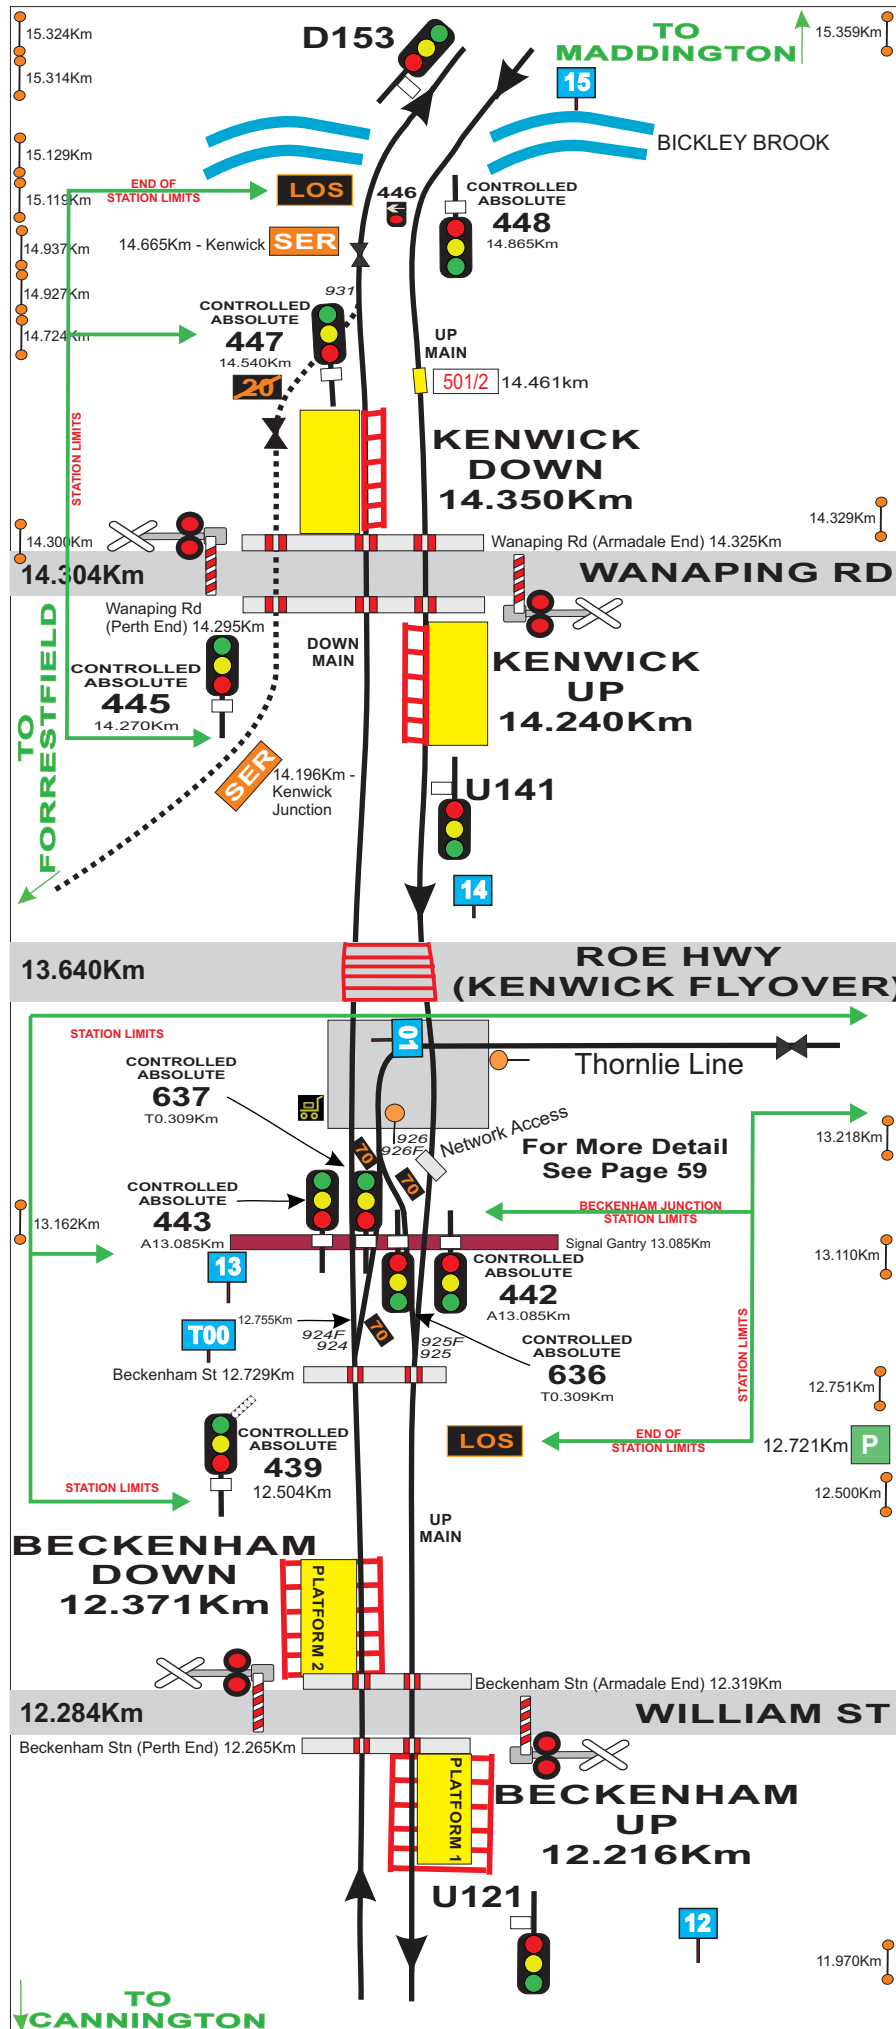 15.324Km
D153
TO
MADDINGTON
15.359Km
15.314Km
15
15.129Km
BICKLEY BROOK
END OF
STATION LIMITS
LOS
446
CONTROLLED
ABSOLUTE
448
14.865Km
15.119Km
14.937Km
14.665Km - Kenwick
SER
14.927Km
931
CONTROLLED
ABSOLUTE
447
14.540Km
14.724Km
UP
MAIN
20
501/2
14.461km
KENWICK
DOWN
14.350Km
STATION LIMITS
14.329Km
14.300Km
Wanaping Rd (Armadale End) 14.325Km
14.304Km
WANAPING RD
Wanaping Rd
(Perth End) 14.295Km
DOWN
MAIN
CONTROLLED
ABSOLUTE
445
14.270Km
KENWICK
UP
14.240Km
TO
FORRESTFIELD
SER
14.196Km -
Kenwick
Junction
U141
14
13.640Km
ROE HWY
(KENWICK FLYOVER)
STATION LIMITS
01
CONTROLLED
ABSOLUTE
637
T0.309Km
Thornlie Line
926
926F
Network Access
70
70
For More Detail
See Page 59
13.218Km
CONTROLLED
ABSOLUTE
443
A13.085Km
13.162Km
BECKENHAM JUNCTION
STATION LIMITS
Signal Gantry 13.085Km
13.110Km
13
CONTROLLED
ABSOLUTE
442
A13.085Km
12.755Km
T00
924F
924
70
925F
925
CONTROLLED
ABSOLUTE
636
T0.309Km
STATION LIMITS
Beckenham St 12.729Km
12.751Km
CONTROLLED
ABSOLUTE
439
12.504Km
LOS
END OF
STATION LIMITS
12.721Km
P
STATION LIMITS
12.500Km
UP
MAIN
BECKENHAM
DOWN
12.371Km
PLATFORM 2
Beckenham Stn (Armadale End) 12.319Km
12.284Km
WILLIAM ST
Beckenham Stn (Perth End) 12.265Km
PLATFORM 1
BECKENHAM
UP
12.216Km
U121
12
11.970Km
TO
CANNINGTON